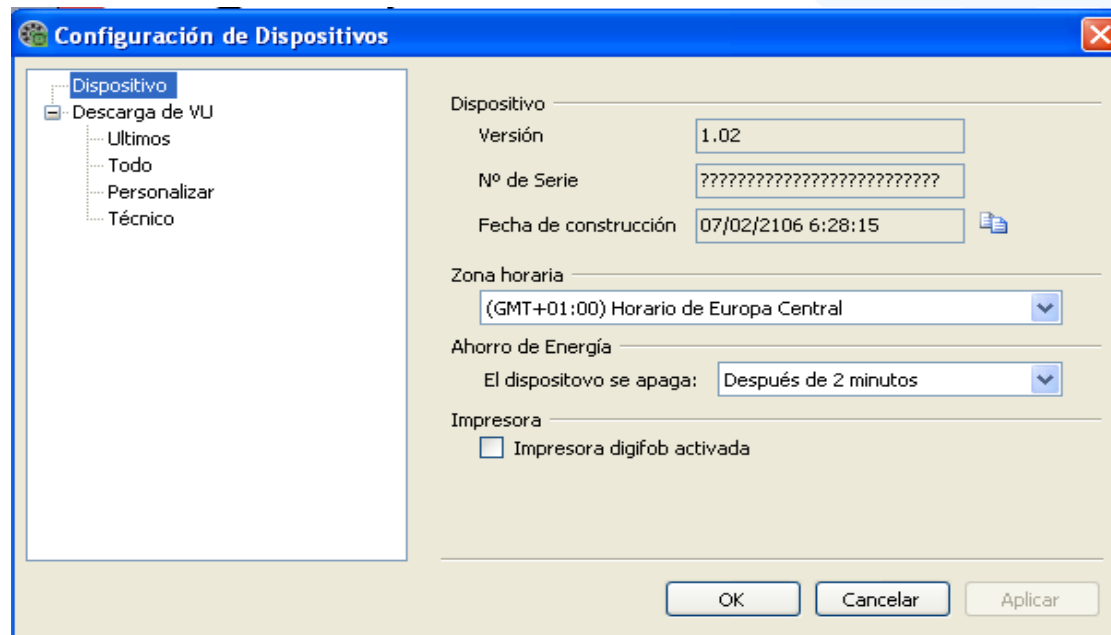 Configuración de Dispositivos
Dispositivo
Descarga de VU
Ultimos
Todo
Personalizar
Técnico
Dispositivo
Versión 1.02
Nº de Serie ??????????????????????????
Fecha de construcción 07/02/2106 6:28:15
Zona horaria
(GMT+01:00) Horario de Europa Central
Ahorro de Energía
El dispositovo se apaga: Después de 2 minutos
Impresora
Impresora digifob activada
OK Cancelar Aplicar